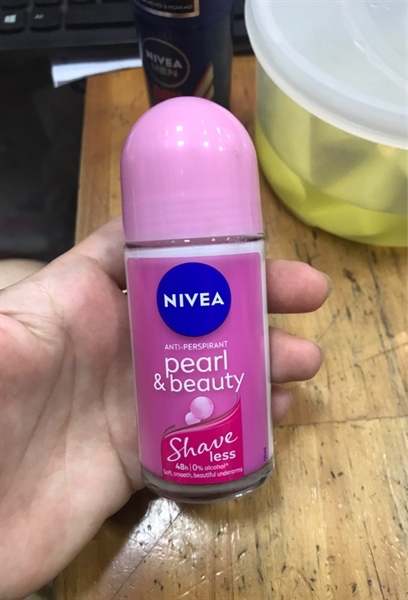 NIVEA
MEN
NIVEA
ANTI-PERSPIRANT
pearl
& beauty
Shave
less
48h | 0% alcohol^
Soft, smooth, beautiful underarms